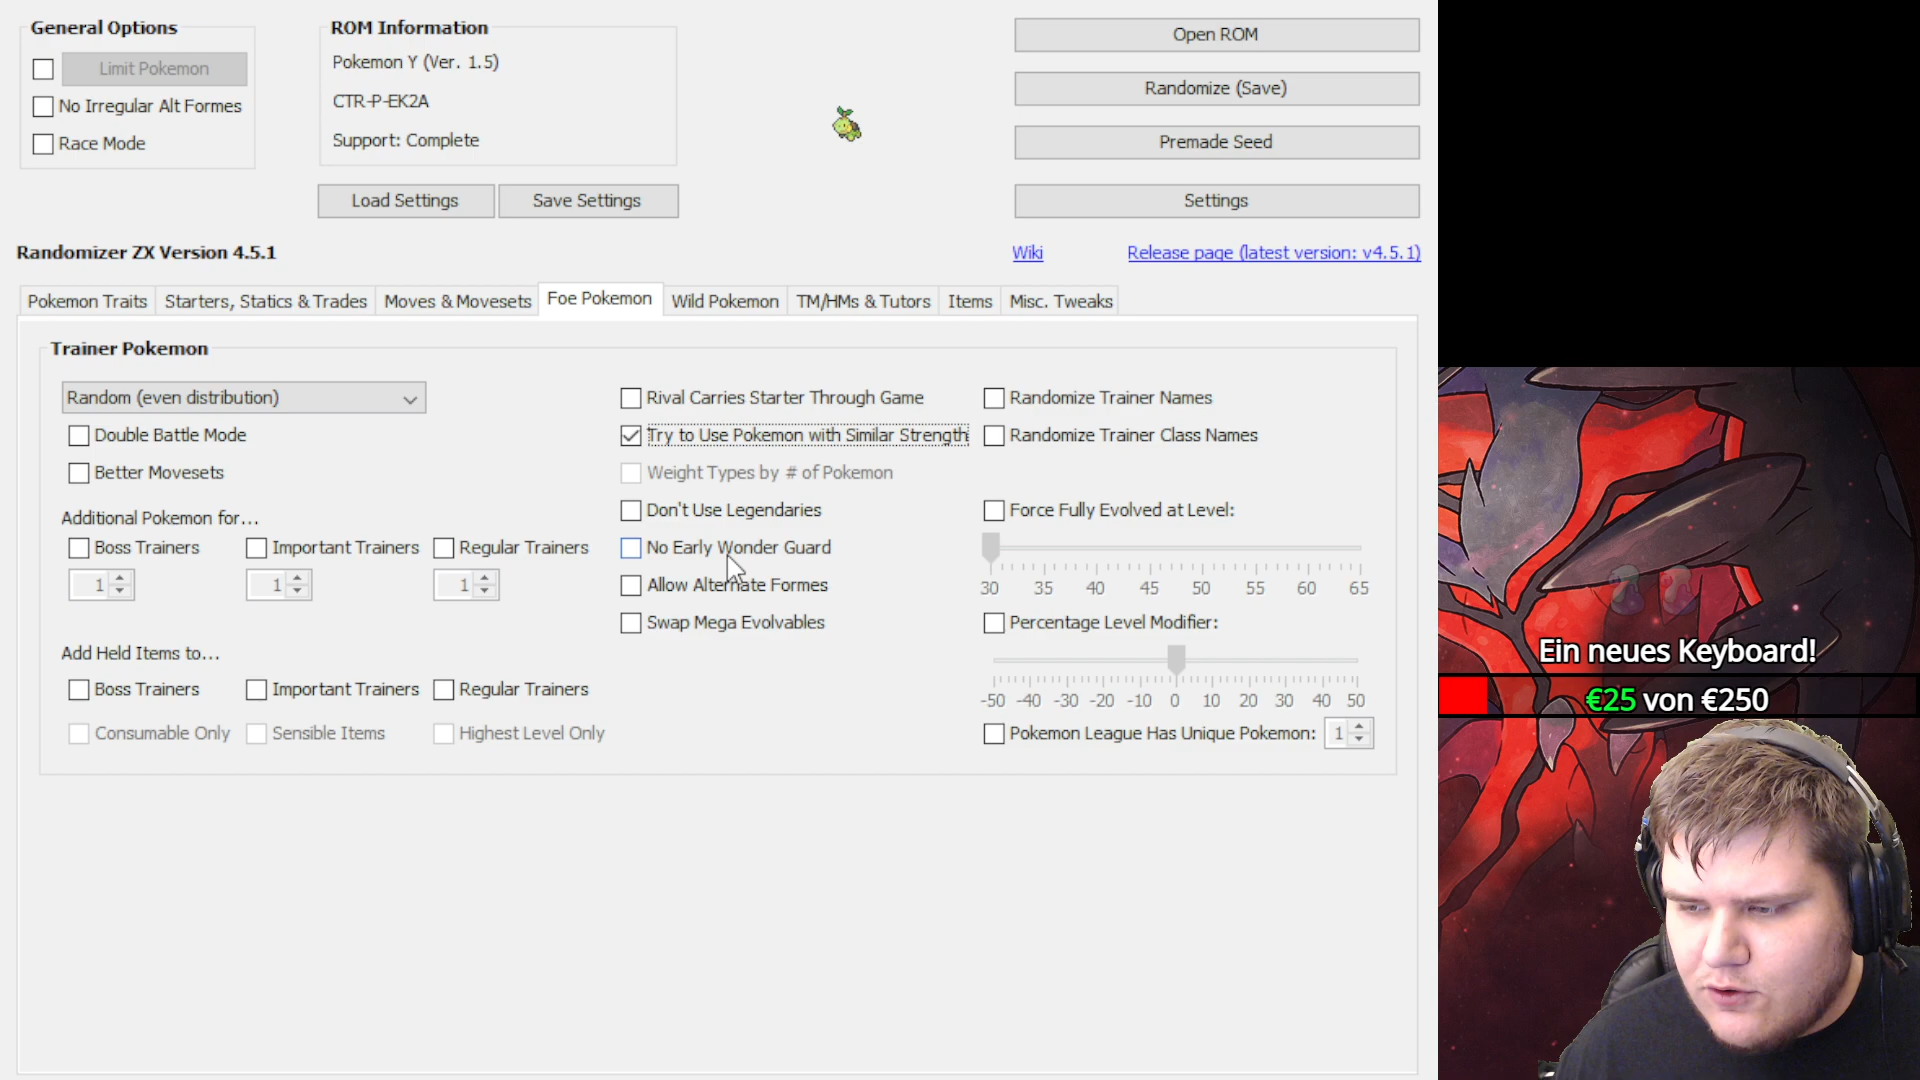 General Options
Limit Pokemon
No Irregular Alt Formes
Race Mode
ROM Information
Pokemon Y (Ver. 1.5)
CTR-P-EK2A
Support: Complete
Load Settings
Save Settings
Open ROM
Randomize (Save)
Premade Seed
Settings
Randomizer ZX Version 4.5.1
Wiki
Release page (latest version: v4.5.1)
Pokemon Traits
Starters, Statics & Trades
Moves & Movesets
Foe Pokemon
Wild Pokemon
TM/HMs & Tutors
Items
Misc. Tweaks
Trainer Pokemon
Random (even distribution)
Double Battle Mode
Better Movesets
Additional Pokemon for...
Boss Trainers
Important Trainers
Regular Trainers
1
1
1
Add Held Items to...
Boss Trainers
Important Trainers
Regular Trainers
Consumable Only
Sensible Items
Highest Level Only
Rival Carries Starter Through Game
Try to Use Pokemon with Similar Strength
Weight Types by # of Pokemon
Don't Use Legendaries
No Early Wonder Guard
Allow Alternate Formes
Swap Mega Evolvables
Randomize Trainer Names
Randomize Trainer Class Names
Force Fully Evolved at Level:
30 35 40 45 50 55 60 65
Percentage Level Modifier:
-50 -40 -30 -20 -10 0 10 20 30 40 50
Pokemon League Has Unique Pokemon: 1
Ein neues Keyboard!
€25 von €250